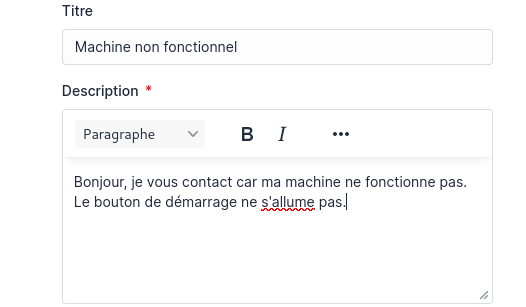 Titre
Machine non fonctionnel
Description *
Paragraphe B I •••
Bonjour, je vous contact car ma machine ne fonctionne pas.
Le bouton de démarrage ne s'allume pas.